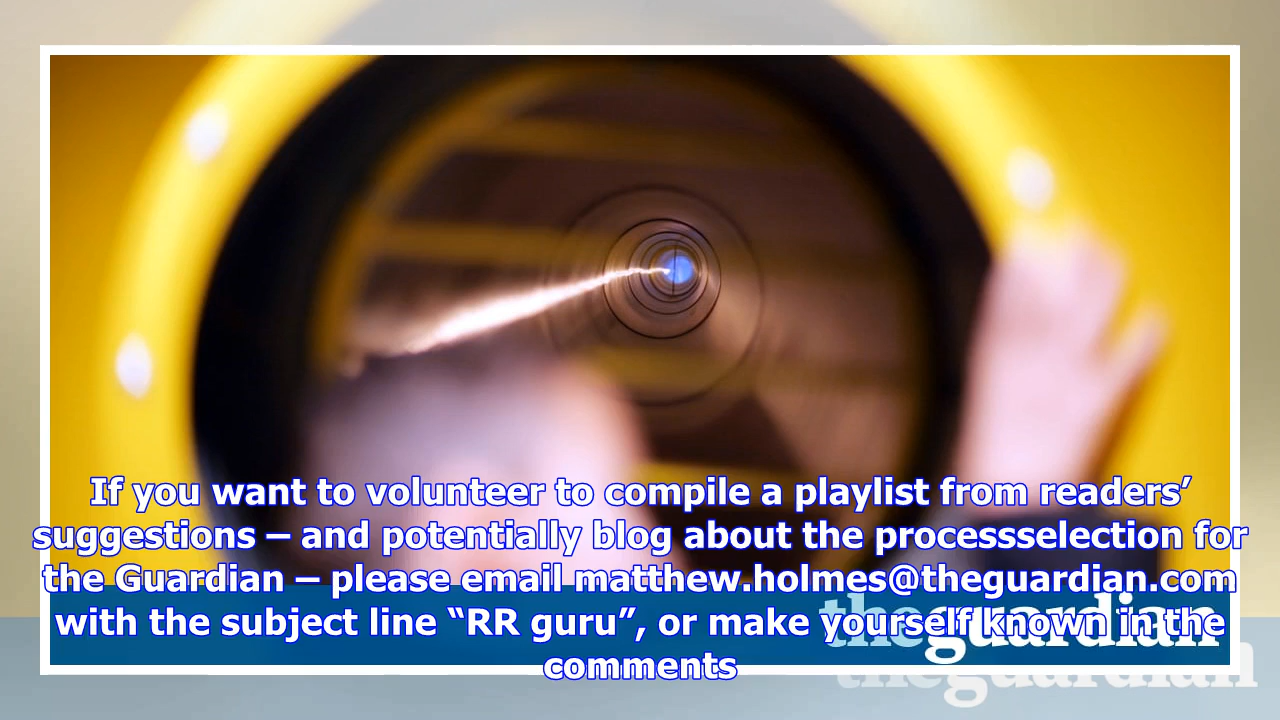 If you want to volunteer to compile a playlist from readers’
suggestions – and potentially blog about the processselection for
the Guardian – please email matthew.holmes@theguardian.com
with the subject line “RR guru”, or make yourself known in the
comments
theguardian
theguardian